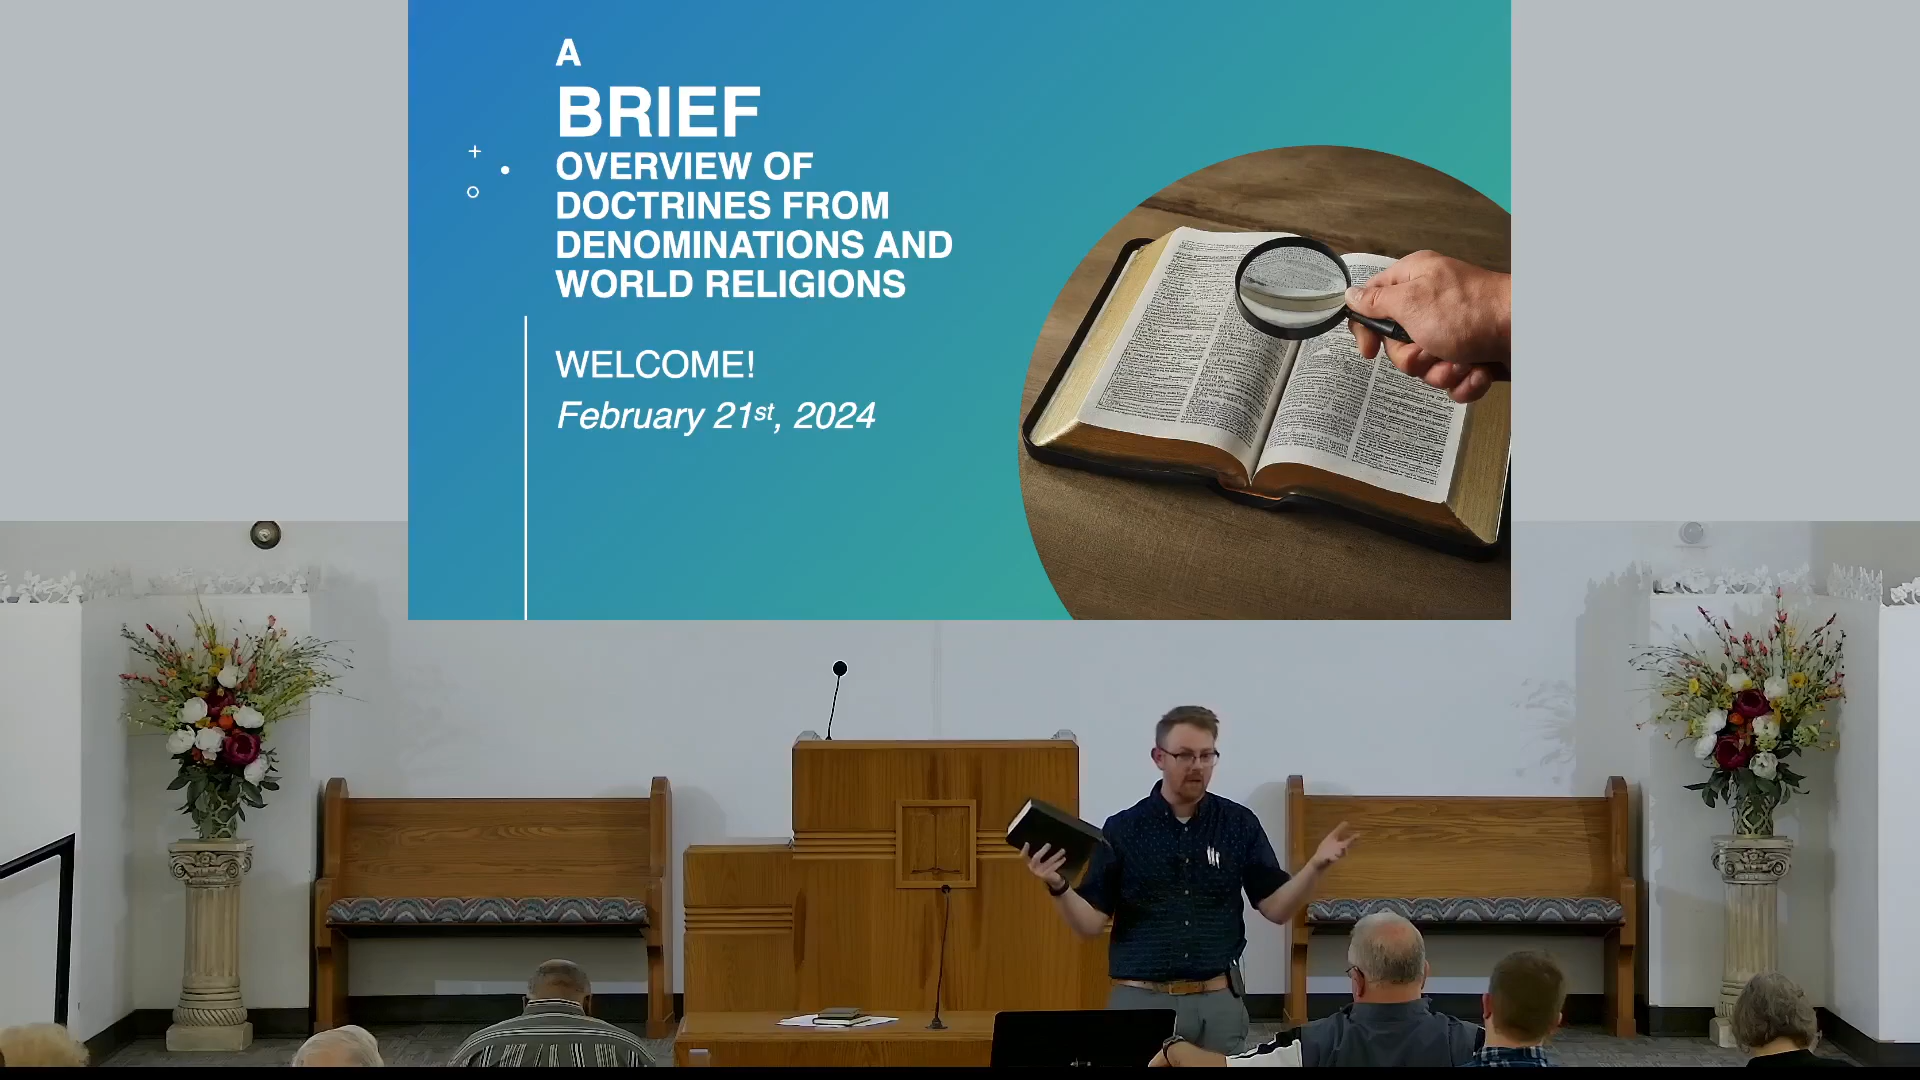 A
BRIEF
OVERVIEW OF
DOCTRINES FROM
DENOMINATIONS AND
WORLD RELIGIONS
WELCOME!
February 21st, 2024